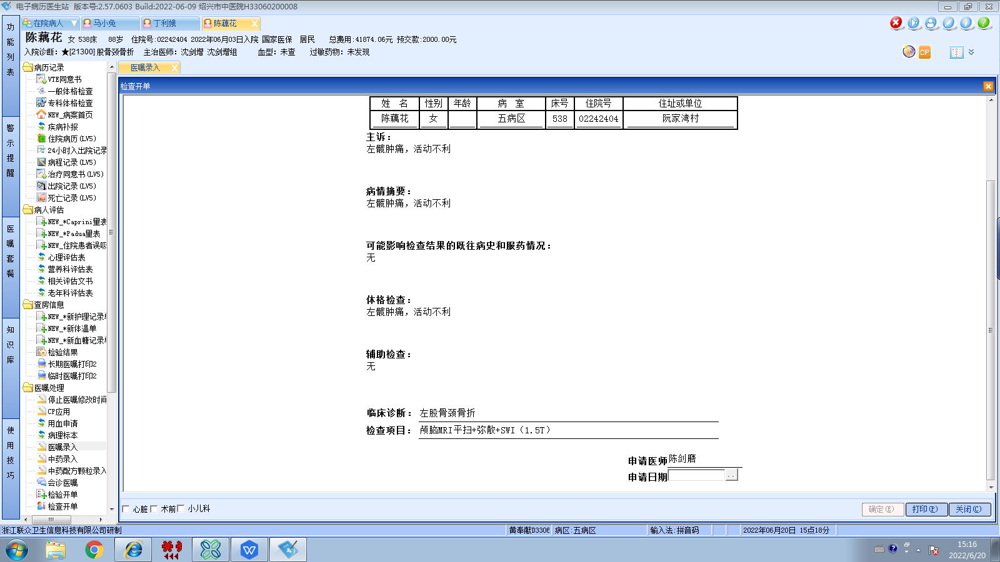 电子病历医生站 版本号:2.57.0603 Build:2022-06-09 绍兴市中医院H33060200008
功能列表
警示提醒
医嘱套餐
知识库
使用技巧
在院病人 马小兔 丁利娥 陈藕花
陈藕花 女 538床 88岁 住院号:02242404 2022年06月03日入院 国家医保 居民 总费用:41874.06元 预交款:2000.00元
入院诊断：★[21300]股骨颈骨折 主治医师：沈剑增 沈剑增组 血型：未查 过敏药物：未发现
CP
病历记录
VTE同意书
一般体格检查
专科体格检查
NEW_病案首页
疾病补报
住院病历(LV5)
24小时入出院记录
病程记录(LV5)
治疗同意书(LV5)
出院记录(LV5)
死亡记录(LV5)
病人评估
NEW_*Caprini量表
NEW_*Padua量表
NEW_住院患者误吸
心理评估表
营养科评估表
相关评估文书
老年科评估表
查房信息
NEW_*新护理记录单
NEW_*新体温单
NEW_*新血糖记录单
检验结果
长期医嘱打印2
临时医嘱打印2
医嘱处理
停止医嘱修改时间
CP应用
用血申请
病理标本
医嘱录入
中药录入
中药配方颗粒录入
会诊医嘱
检验开单
检查开单
医嘱录入
检查开单
姓 名 性别 年龄 病 室 床号 住院号 住址或单位
陈藕花 女 五病区 538 02242404 阮家湾村
主诉：
左髋肿痛，活动不利
病情摘要：
左髋肿痛，活动不利
可能影响检查结果的既往病史和服药情况：
无
体格检查：
左髋肿痛，活动不利
辅助检查：
无
临床诊断： 左股骨颈骨折
检查项目： 颅脑MRI平扫+弥散+SWI（1.5T）
申请医师 陈剑磨
申请日期 ..
心脏 术前 小儿科
确定(E) 打印(P) 关闭(C)
浙江联众卫生信息科技有限公司研制 黄奉献D3306 病区:五病区 输入法:拼音码 2022年06月20日 15点18分
15:16
2022/6/20